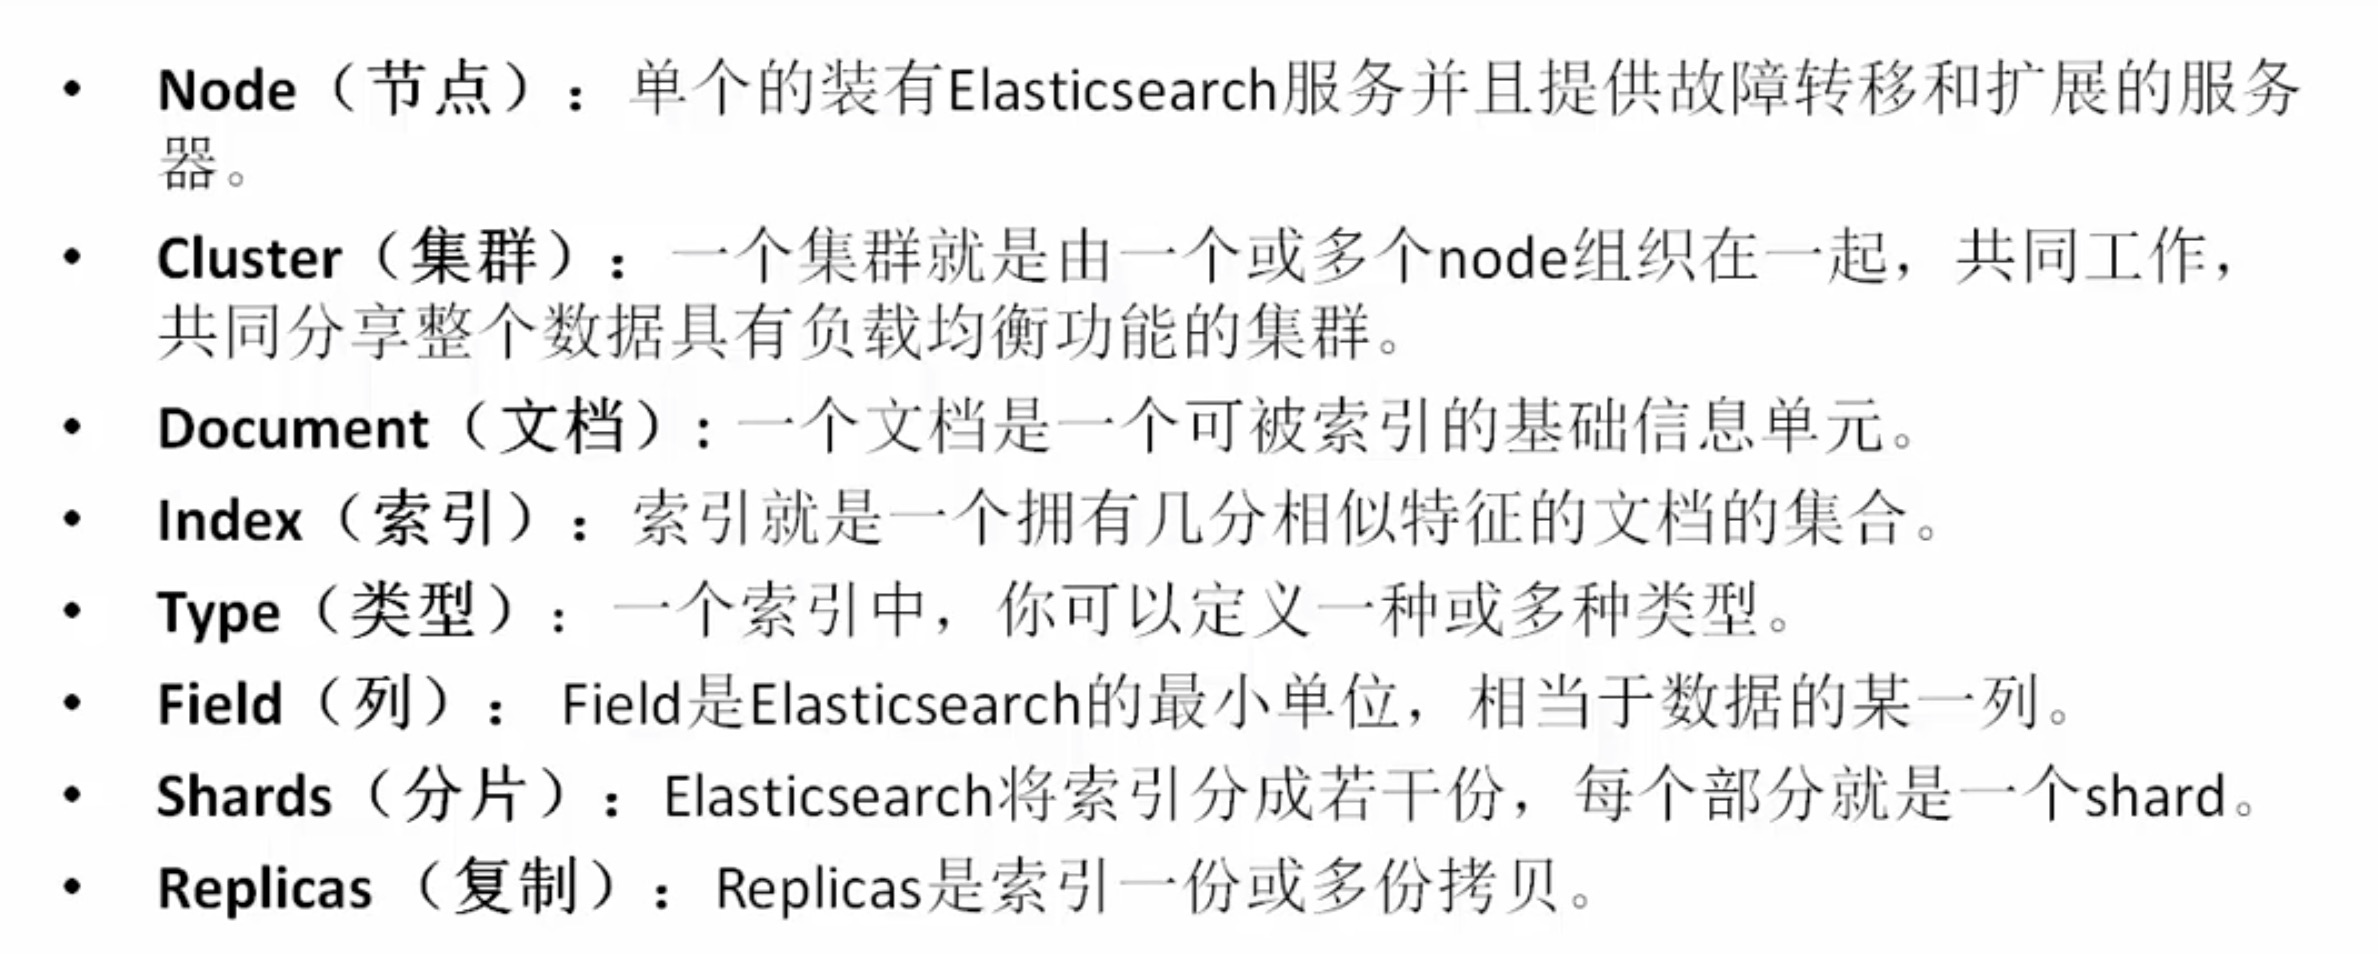 • Node（节点）：单个的装有Elasticsearch服务并且提供故障转移和扩展的服务
器。
• Cluster（集群）：一个集群就是由一个或多个node组织在一起，共同工作，
共同分享整个数据具有负载均衡功能的集群。
• Document（文档）：一个文档是一个可被索引的基础信息单元。
• Index（索引）：索引就是一个拥有几分相似特征的文档的集合。
• Type（类型）：一个索引中，你可以定义一种或多种类型。
• Field（列）： Field是Elasticsearch的最小单位，相当于数据的某一列。
• Shards（分片）：Elasticsearch将索引分成若干份，每个部分就是一个shard。
• Replicas （复制）：Replicas是索引一份或多份拷贝。